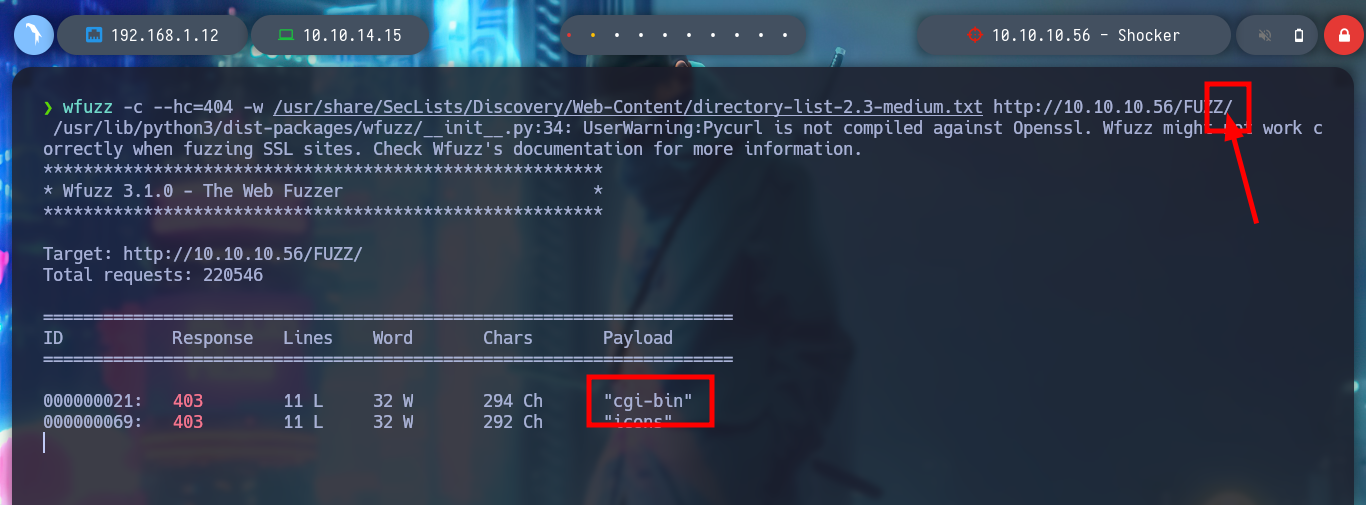 192.168.1.12 10.10.14.15 10.10.10.56 - Shocker
❯ wfuzz -c --hc=404 -w /usr/share/SecLists/Discovery/Web-Content/directory-list-2.3-medium.txt http://10.10.10.56/FUZZ/
/usr/lib/python3/dist-packages/wfuzz/__init__.py:34: UserWarning:Pycurl is not compiled against Openssl. Wfuzz might not work c
orrectly when fuzzing SSL sites. Check Wfuzz's documentation for more information.
********************************************************
* Wfuzz 3.1.0 - The Web Fuzzer *
********************************************************
Target: http://10.10.10.56/FUZZ/
Total requests: 220546
=====================================================================
ID Response Lines Word Chars Payload
=====================================================================
000000021: 403 11 L 32 W 294 Ch "cgi-bin"
000000069: 403 11 L 32 W 292 Ch "icons"